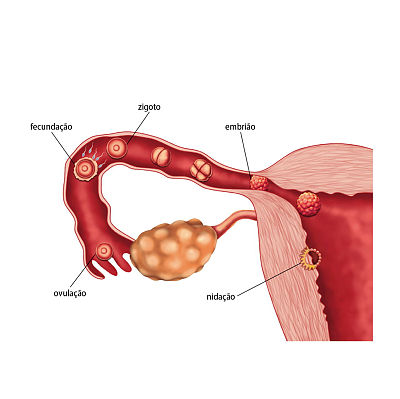 zigoto
fecundação
embrião
ovulação
nidação